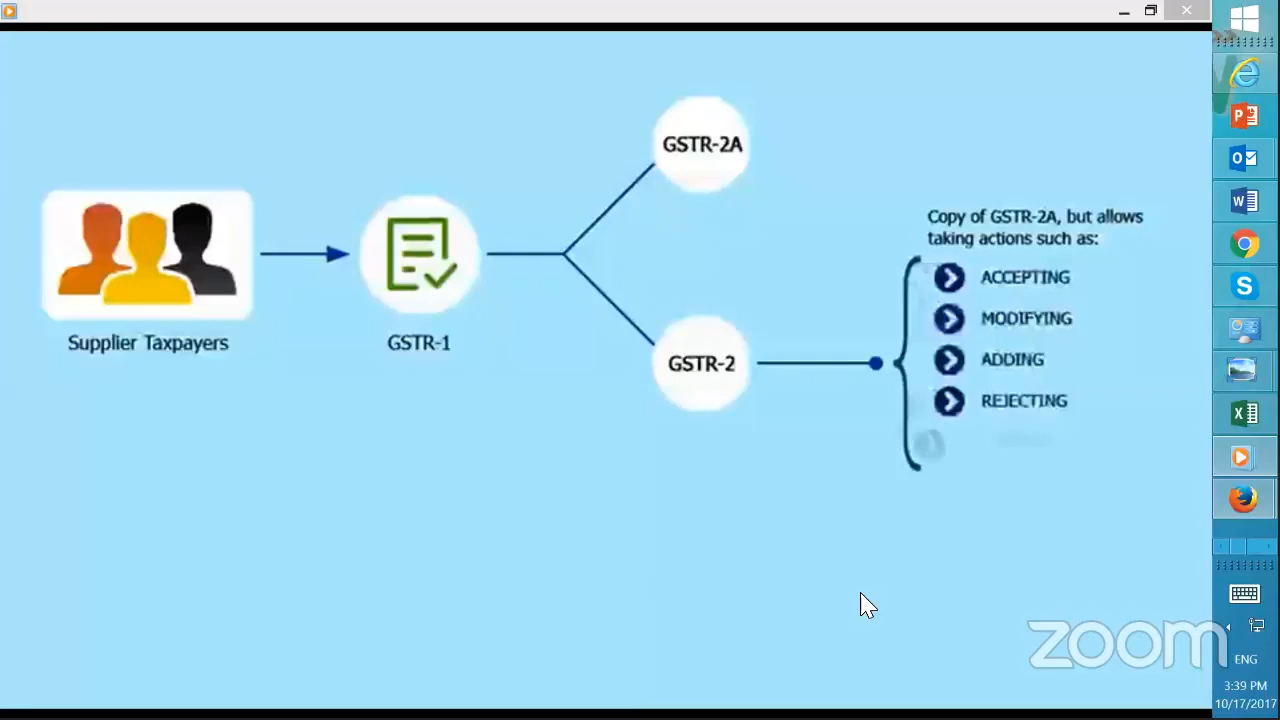 GSTR-2A
Supplier Taxpayers
GSTR-1
GSTR-2
Copy of GSTR-2A, but allows
taking actions such as:
ACCEPTING
MODIFYING
ADDING
REJECTING
zoom
ENG
3:39 PM
10/17/2017